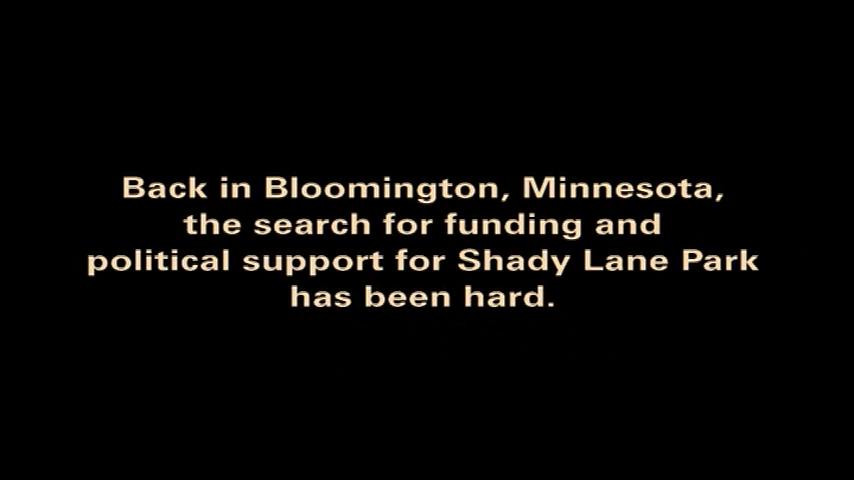 Back in Bloomington, Minnesota,
the search for funding and
political support for Shady Lane Park
has been hard.